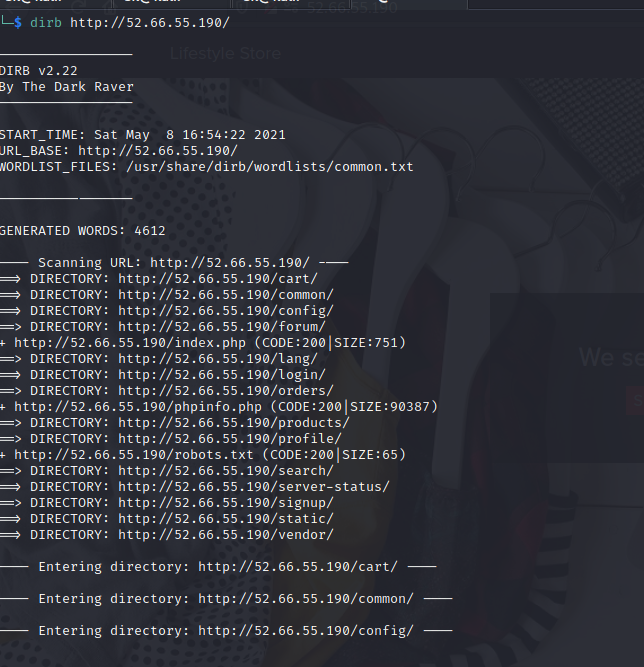 └─$ dirb http://52.66.55.190/
Lifestyle Store
DIRB v2.22
By The Dark Raver
START_TIME: Sat May  8 16:54:22 2021
URL_BASE: http://52.66.55.190/
WORDLIST_FILES: /usr/share/dirb/wordlists/common.txt
GENERATED WORDS: 4612
---- Scanning URL: http://52.66.55.190/ ----
==> DIRECTORY: http://52.66.55.190/cart/
==> DIRECTORY: http://52.66.55.190/common/
==> DIRECTORY: http://52.66.55.190/config/
==> DIRECTORY: http://52.66.55.190/forum/
+ http://52.66.55.190/index.php (CODE:200|SIZE:751)
==> DIRECTORY: http://52.66.55.190/lang/
==> DIRECTORY: http://52.66.55.190/login/
==> DIRECTORY: http://52.66.55.190/orders/
+ http://52.66.55.190/phpinfo.php (CODE:200|SIZE:90387)
==> DIRECTORY: http://52.66.55.190/products/
==> DIRECTORY: http://52.66.55.190/profile/
+ http://52.66.55.190/robots.txt (CODE:200|SIZE:65)
==> DIRECTORY: http://52.66.55.190/search/
==> DIRECTORY: http://52.66.55.190/server-status/
==> DIRECTORY: http://52.66.55.190/signup/
==> DIRECTORY: http://52.66.55.190/static/
==> DIRECTORY: http://52.66.55.190/vendor/
---- Entering directory: http://52.66.55.190/cart/ ----
---- Entering directory: http://52.66.55.190/common/ ----
---- Entering directory: http://52.66.55.190/config/ ----
We se